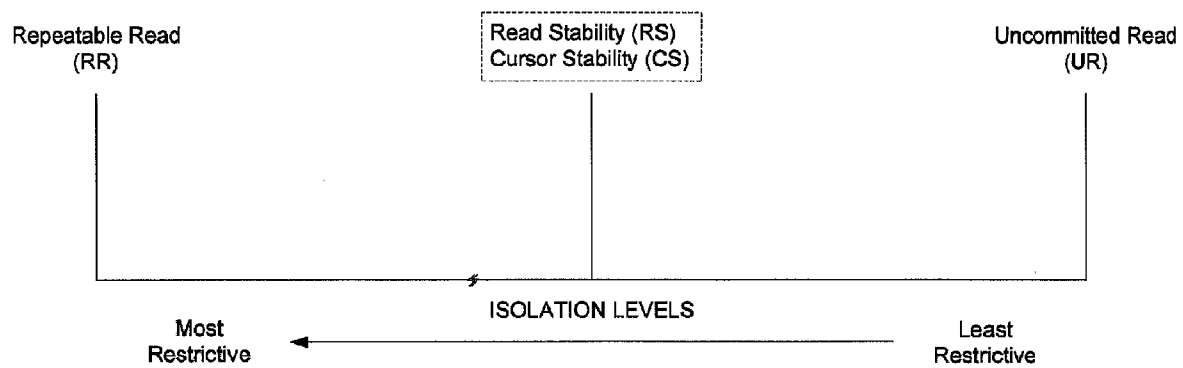 Repeatable Read
(RR)
Read Stability (RS)
Cursor Stability (CS)
Uncommitted Read
(UR)
ISOLATION LEVELS
Most
Restrictive
Least
Restrictive